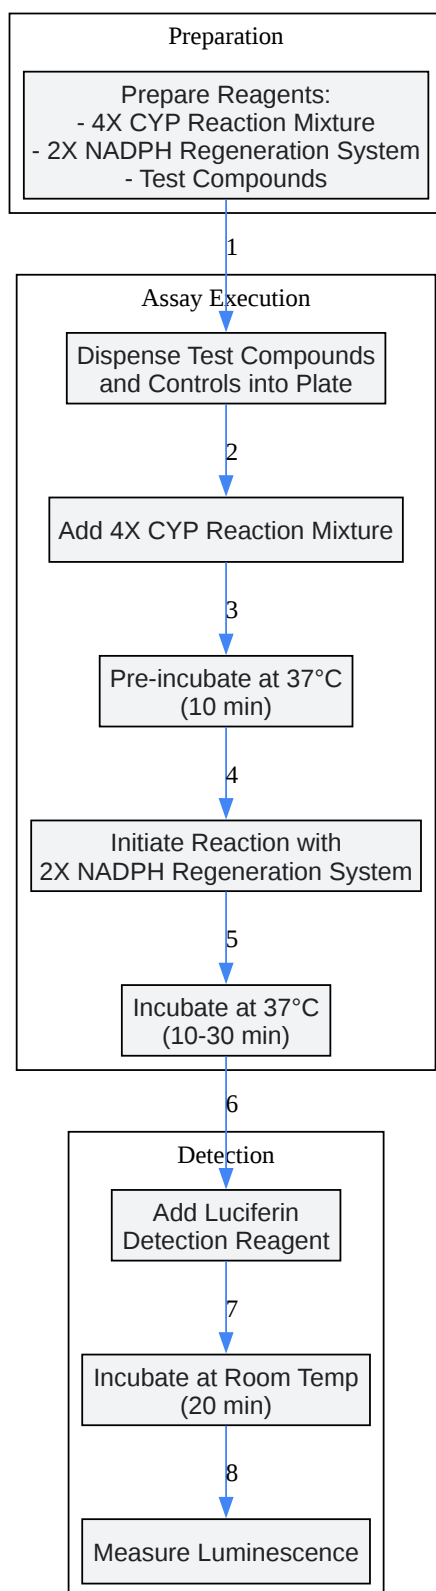 Preparation
Prepare Reagents:
- 4X CYP Reaction Mixture
- 2X NADPH Regeneration System
- Test Compounds
1
Assay Execution
Dispense Test Compounds
and Controls into Plate
2
Add 4X CYP Reaction Mixture
3
Pre-incubate at 37°C
(10 min)
4
Initiate Reaction with
2X NADPH Regeneration System
5
Incubate at 37°C
(10-30 min)
6
Detection
Add Luciferin
Detection Reagent
7
Incubate at Room Temp
(20 min)
8
Measure Luminescence